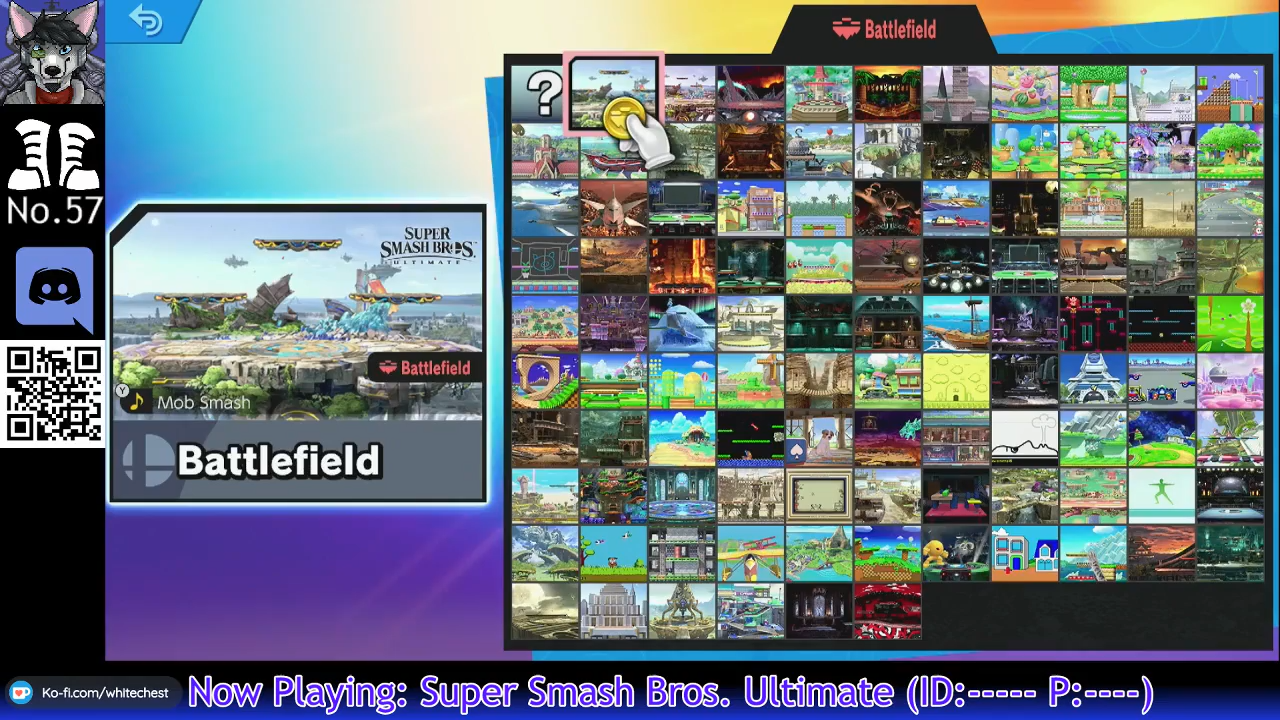 Battlefield
?
No.57
SUPER
SMASH BROS.
ULTIMATE
Battlefield
Y
Mob Smash
Battlefield
Ko-fi.com/whitechest
Now Playing: Super Smash Bros. Ultimate (ID:----- P:----)